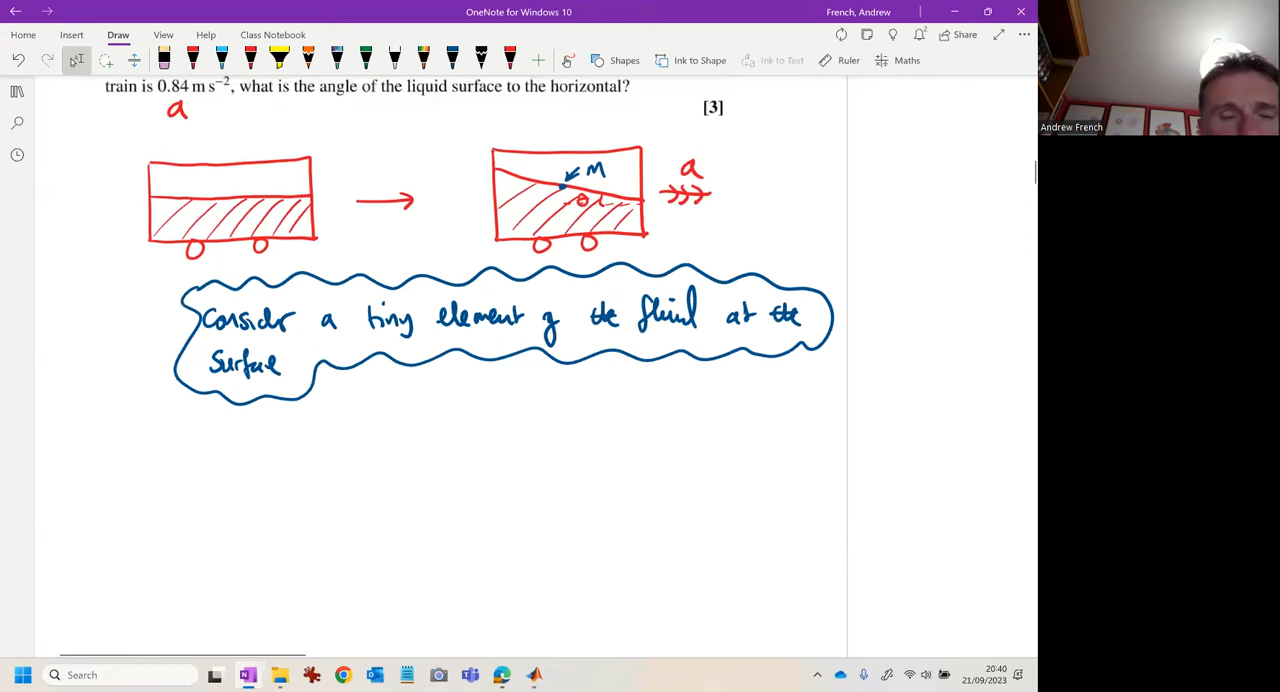 OneNote for Windows 10
French, Andrew
Home Insert Draw View Help Class Notebook
Share
Shapes Ink to Shape Ink to Text Ruler Maths
train is 0.84 m s⁻², what is the angle of the liquid surface to the horizontal?
[3]
a
M
a
θ
Consider a tiny element of the fluid at the
surface
Andrew French
Search
20:40
21/09/2023